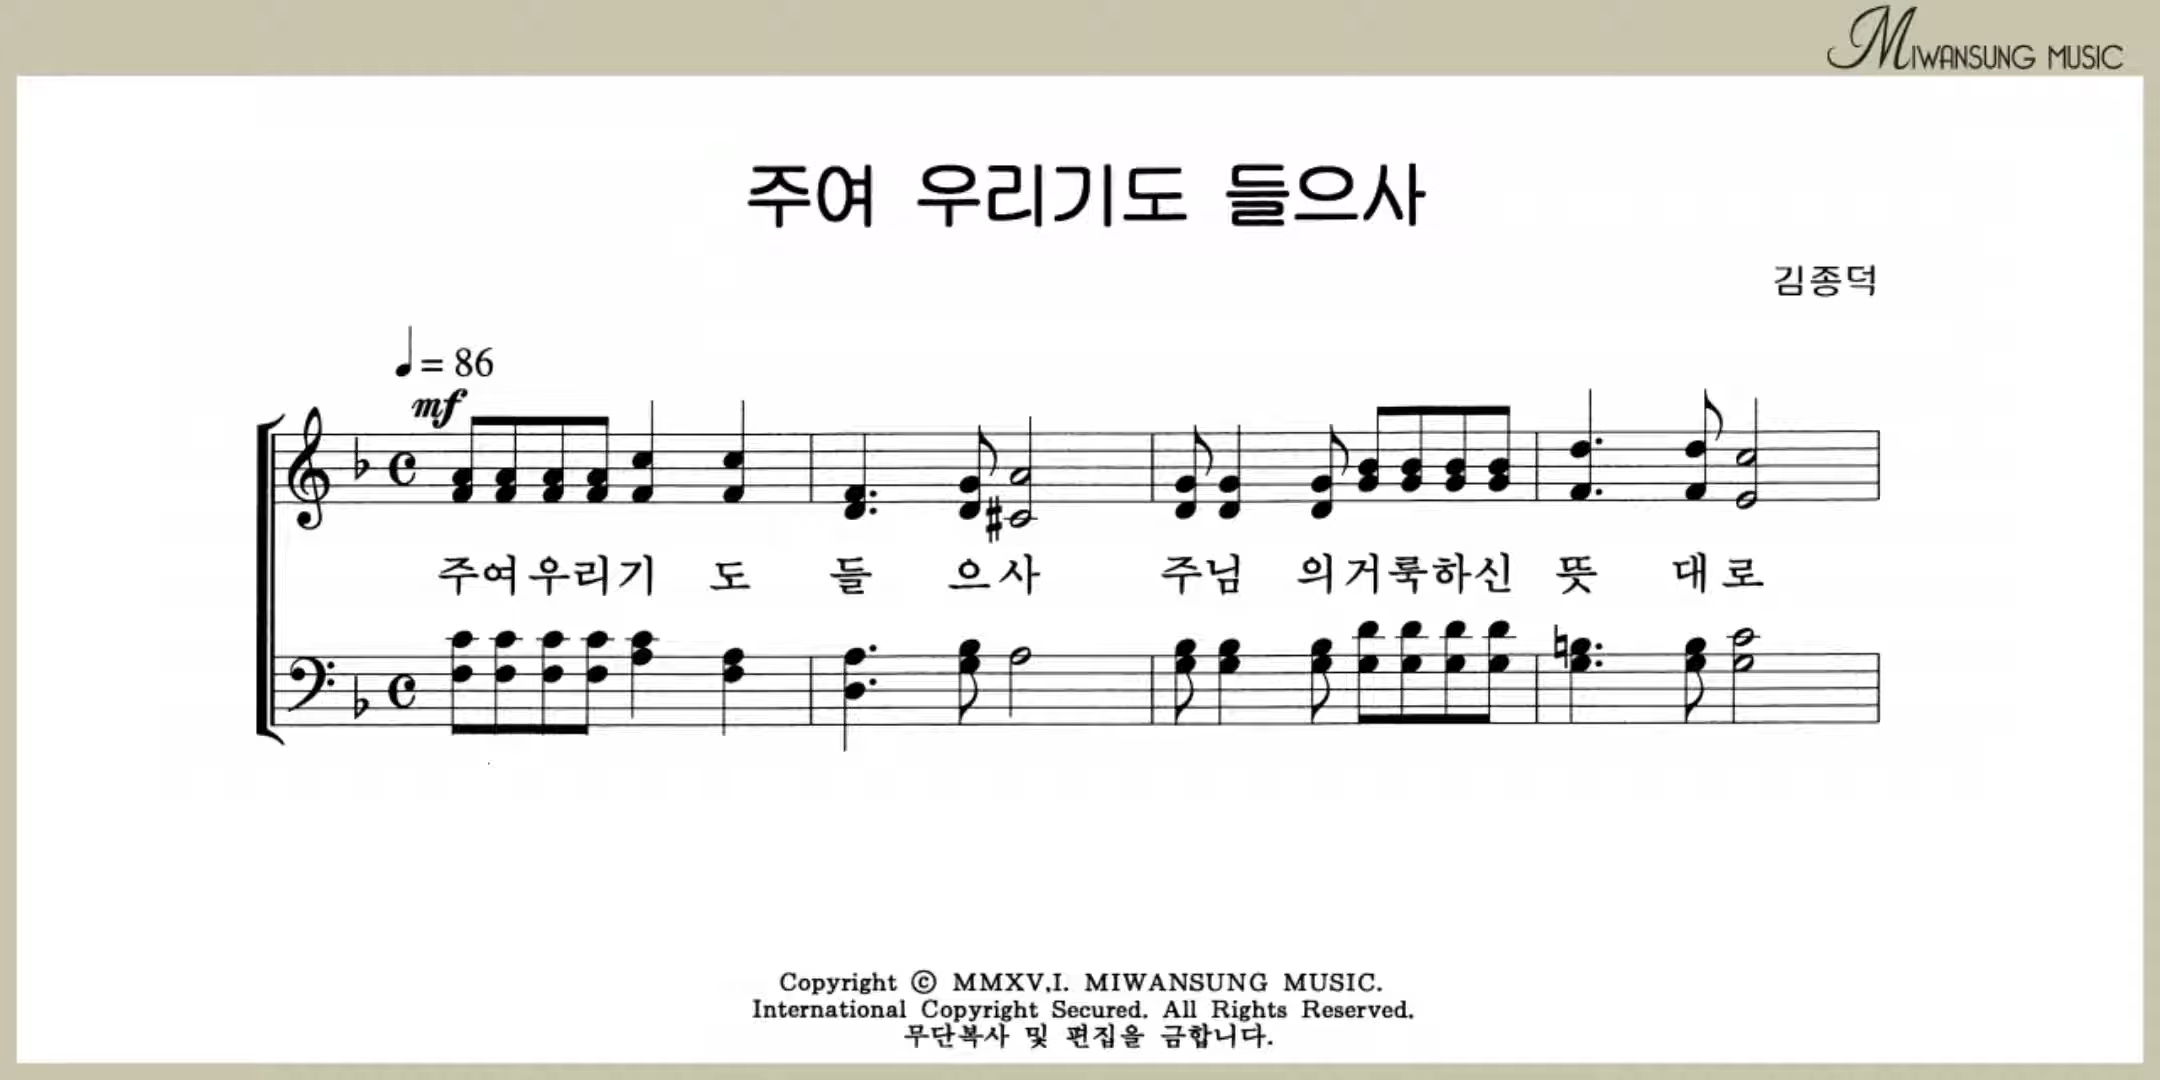 MIWANSUNG MUSIC
주여 우리기도 들으사
김종덕
= 86
mf
주여우리기 도 들 으사 주님 의거룩하신 뜻 대로
Copyright ⓒ MMXV,I. MIWANSUNG MUSIC.
International Copyright Secured. All Rights Reserved.
무단복사 및 편집을 금합니다.